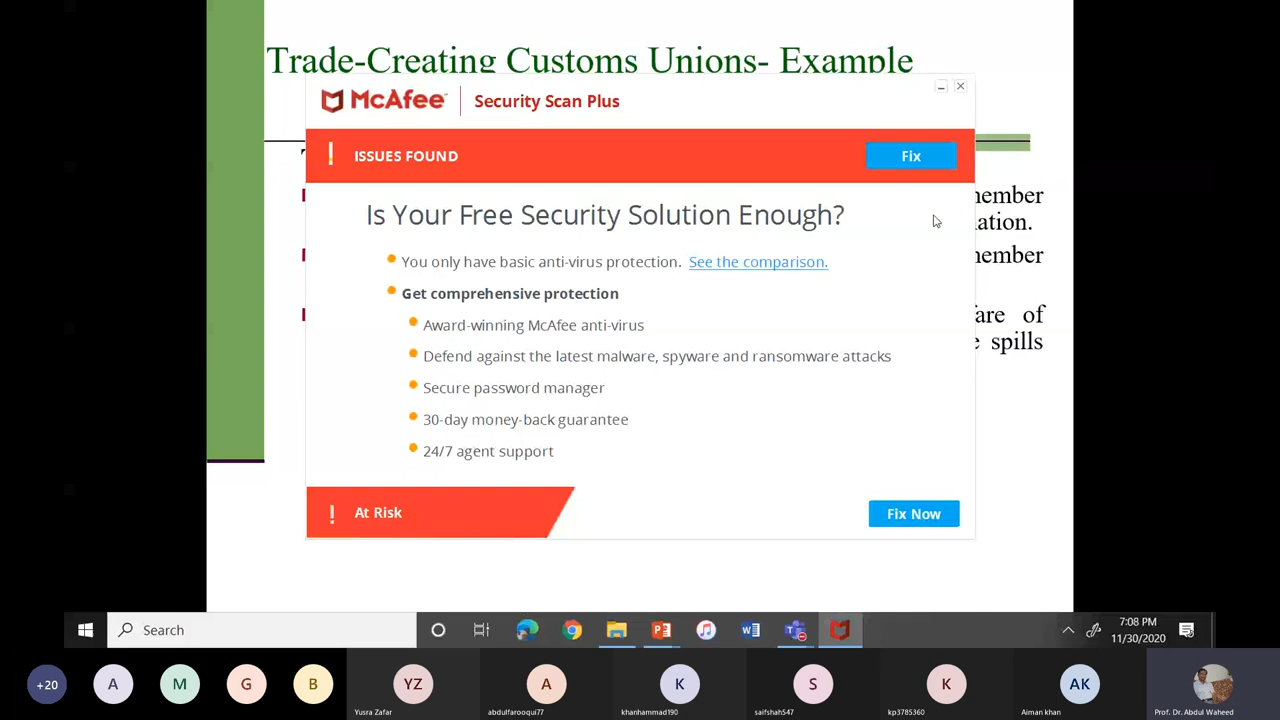 Trade-Creating Customs Unions- Example
McAfee Security Scan Plus
ISSUES FOUND
Fix
Is Your Free Security Solution Enough?
You only have basic anti-virus protection. See the comparison.
Get comprehensive protection
Award-winning McAfee anti-virus
Defend against the latest malware, spyware and ransomware attacks
Secure password manager
30-day money-back guarantee
24/7 agent support
At Risk
Fix Now
are of
spills
Search
7:08 PM
11/30/2020
+20
A
M
G
B
YZ
A
K
S
K
AK
Yusra Zafar
abdulfarooqui77
khanhammad190
saifshah547
kp3785360
Aiman khan
Prof. Dr. Abdul Waheed